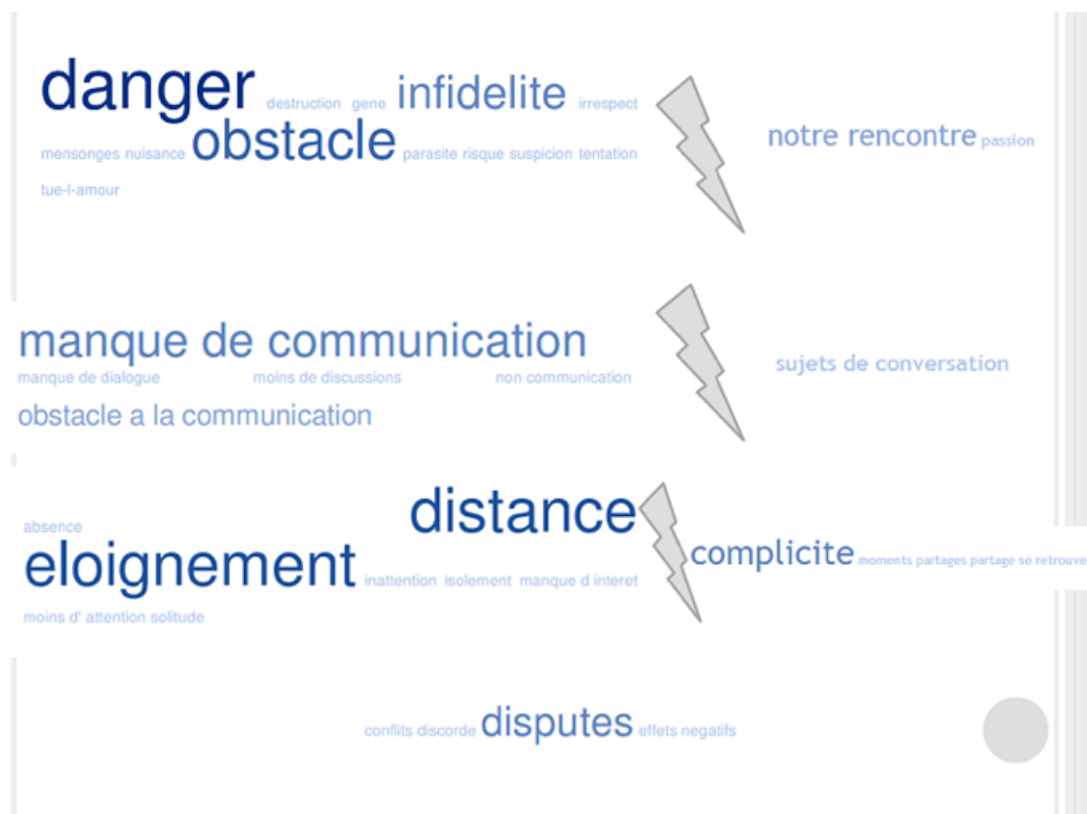 danger destruction gene infidelite irrespect
mensonges nuisance obstacle parasite risque suspicion tentation
tue-l-amour
notre rencontre passion
manque de communication
manque de dialogue moins de discussions non communication
obstacle a la communication
sujets de conversation
absence distance
eloignement inattention isolement manque d interet
moins d' attention solitude
complicite moments partages partage se retrouve
conflits discorde disputes effets negatifs